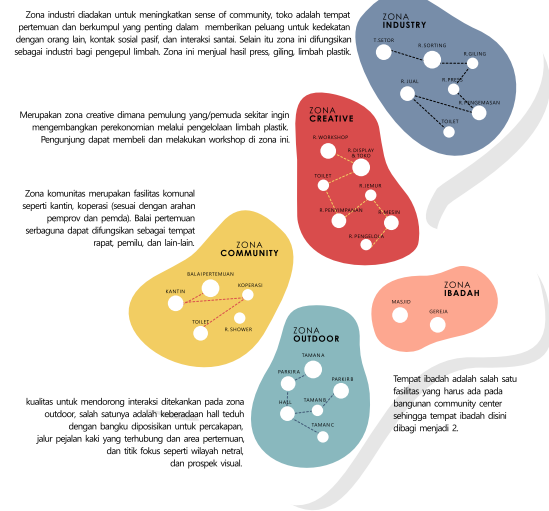 Zona industri diadakan untuk meningkatkan sense of community, toko adalah tempat
pertemuan dan berkumpul yang penting dalam memberikan peluang untuk kedekatan
dengan orang lain, kontak sosial pasif, dan interaksi santai. Selain itu zona ini difungsikan
sebagai industri bagi pengepul limbah. Zona ini menjual hasil press, giling, limbah plastik.
ZONA
INDUSTRY
T.SETOR
R.SORTING
R.GILING
R.JUAL
R.PRESS
R.PENGEMASAN
TOILET
Merupakan zona creative dimana pemulung yang/pemuda sekitar ingin
mengembangkan perekonomian melalui pengelolaan limbah plastik.
Pengunjung dapat membeli dan melakukan workshop di zona ini.
ZONA
CREATIVE
R.WORKSHOP
R.DISPLAY
& TOKO
TOILET
R.JEMUR
R.PENYIMPANAN
R.MESIN
R.PENGELOLA
Zona komunitas merupakan fasilitas komunal
seperti kantin, koperasi (sesuai dengan arahan
pemprov dan pemda). Balai pertemuan
serbaguna dapat difungsikan sebagai tempat
rapat, pemilu, dan lain-lain.
ZONA
COMMUNITY
BALAI PERTEMUAN
KANTIN
KOPERASI
TOILET
R.SHOWER
ZONA
IBADAH
MASJID
GEREJA
Tempat ibadah adalah salah satu
fasilitas yang harus ada pada
bangunan community center
sehingga tempat ibadah disini
dibagi menjadi 2.
ZONA
OUTDOOR
TAMAN A
PARKIR A
PARKIR B
HALL
TAMAN B
TAMAN C
kualitas untuk mendorong interaksi ditekankan pada zona
outdoor, salah satunya adalah keberadaan hall teduh
dengan bangku diposisikan untuk percakapan,
jalur pejalan kaki yang terhubung dan area pertemuan,
dan titik fokus seperti wilayah netral,
dan prospek visual.